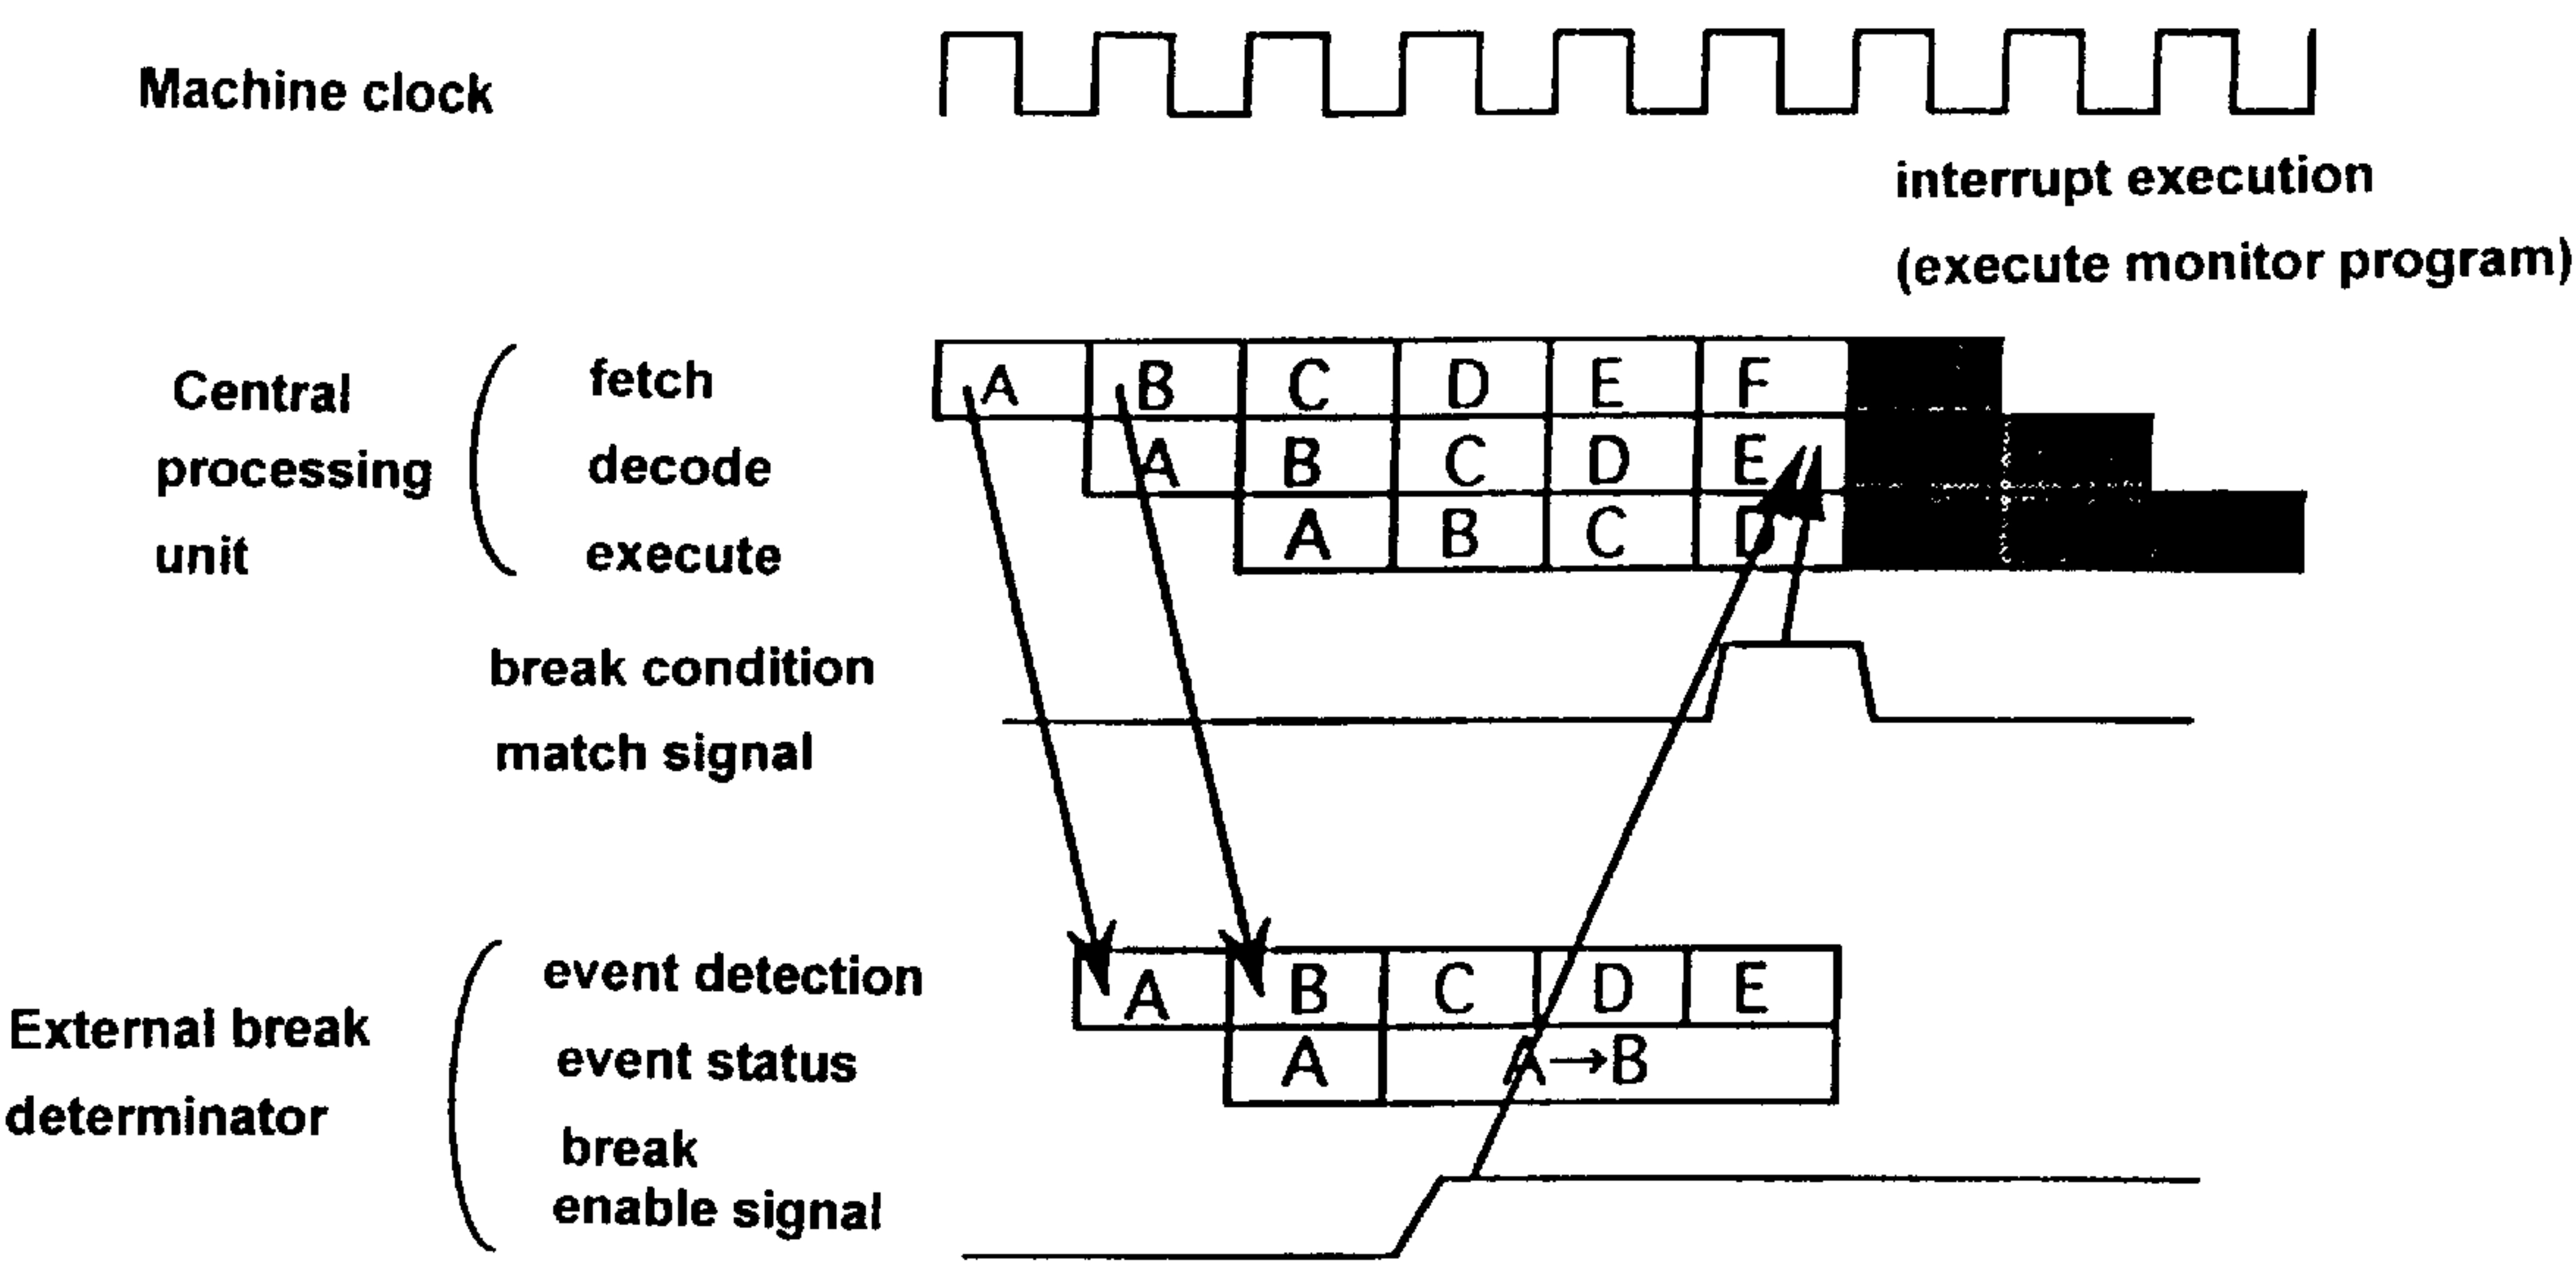 Machine clock
interrupt execution
(execute monitor program)
Central
processing
unit
fetch
decode
execute
A B C D E F
A B C D E
A B C D
break condition
match signal
External break
determinator
event detection
event status
break
enable signal
A B C D E
A A→B